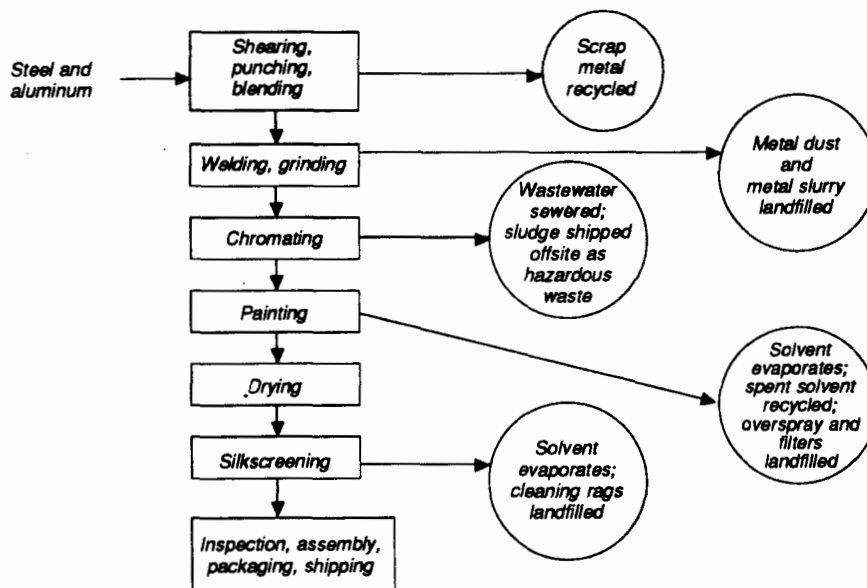 Steel and
aluminum
Shearing,
punching,
blending
Scrap
metal
recycled
Welding, grinding
Metal dust
and
metal slurry
landfilled
Chromating
Wastewater
sewered;
sludge shipped
offsite as
hazardous
waste
Painting
Solvent
evaporates;
spent solvent
recycled;
overspray and
filters
landfilled
Drying
Silkscreening
Solvent
evaporates;
cleaning rags
landfilled
Inspection, assembly,
packaging, shipping